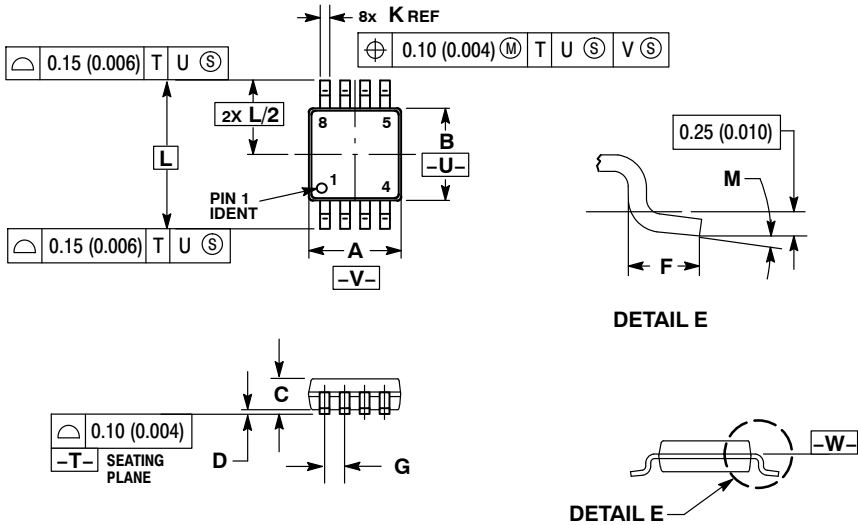 8x K REF
⌖ 0.10 (0.004) Ⓜ T U Ⓢ V Ⓢ
⌓ 0.15 (0.006) T U Ⓢ
2X L/2
8 5
B
–U–
L
PIN 1
IDENT
1 4
⌓ 0.15 (0.006) T U Ⓢ
A
–V–
0.25 (0.010)
M
F
DETAIL E
C
⌓ 0.10 (0.004)
–T– SEATING
PLANE
D
G
–W–
DETAIL E